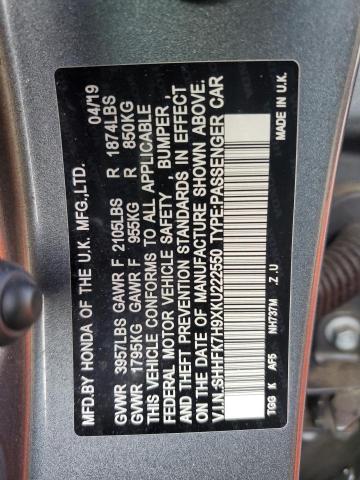 MFD.BY HONDA OF THE U.K. MFG.,LTD. 04/19
GVWR 3957LBS GAWR F 2105LBS R 1874LBS
GVWR 1795KG GAWR F 955KG R 850KG
THIS VEHICLE CONFORMS TO ALL APPLICABLE
FEDERAL MOTOR VEHICLE SAFETY , BUMPER ,
AND THEFT PREVENTION STANDARDS IN EFFECT
ON THE DATE OF MANUFACTURE SHOWN ABOVE.
V.I.N.:SHHFK7H9XKU222550 TYPE:PASSENGER CAR
TGG K AF5 NH737M .Z .U MADE IN U.K.